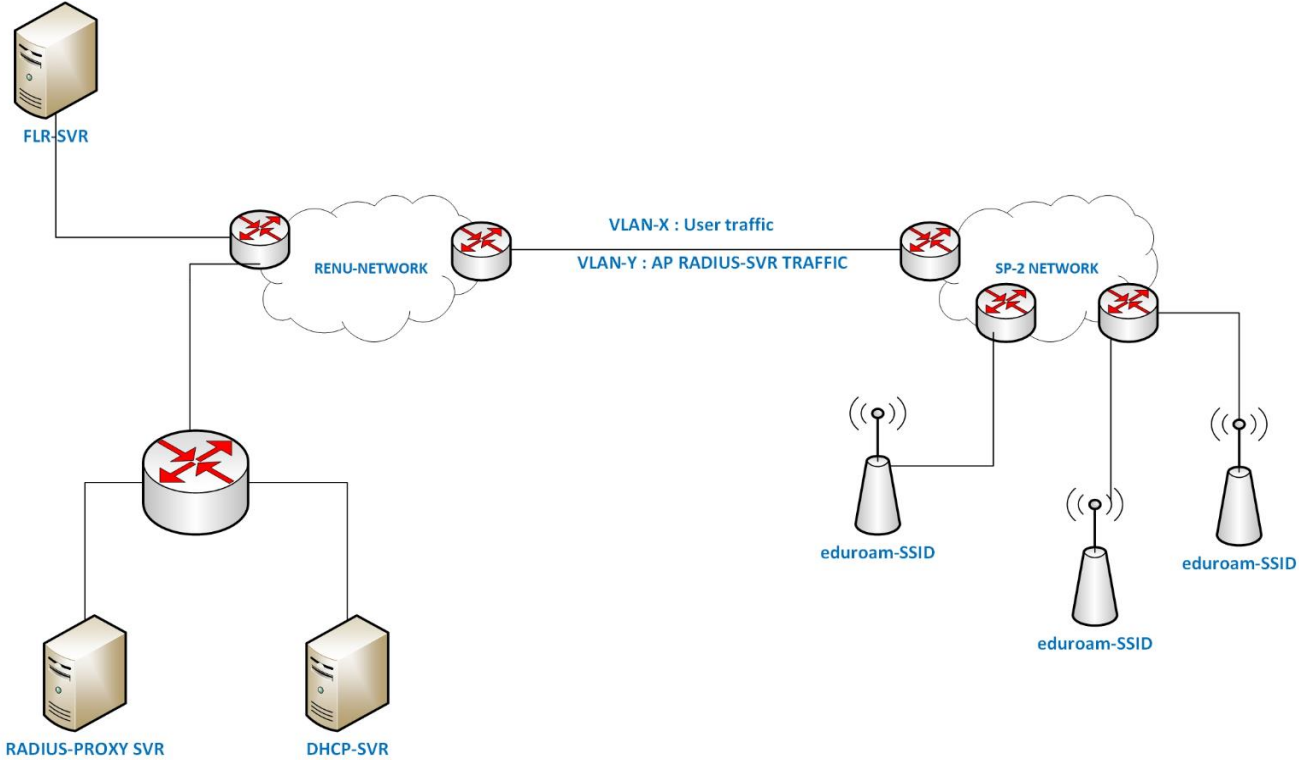 FLR-SVR
VLAN-X : User traffic
RENU-NETWORK
VLAN-Y : AP RADIUS-SVR TRAFFIC
SP-2 NETWORK
eduroam-SSID
eduroam-SSID
eduroam-SSID
RADIUS-PROXY SVR
DHCP-SVR